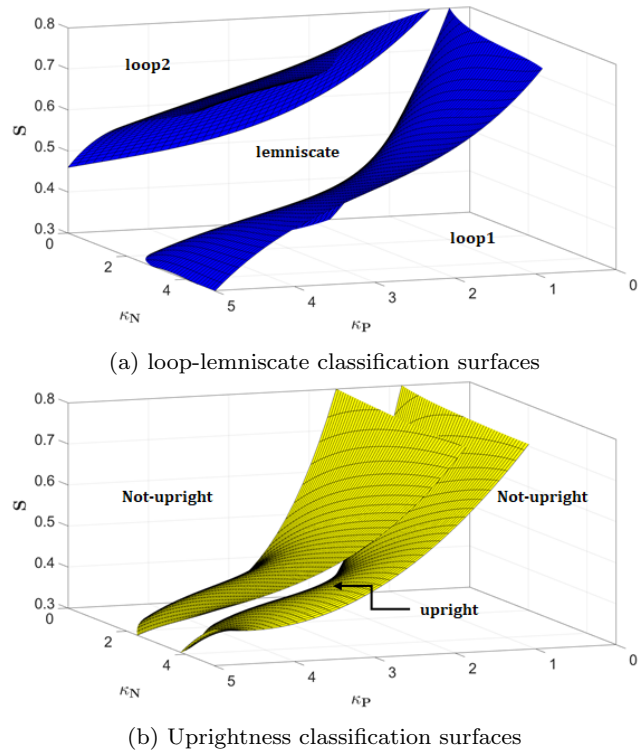 0.8
loop2
0.7
0.6
S
0.5
lemniscate
0.4
0.3
loop1
0
2
4
5
4
3
2
1
0
κN
κP
(a) loop-lemniscate classification surfaces
0.8
0.7
Not-upright
Not-upright
0.6
S
0.5
0.4
0.3
upright
0
2
4
5
4
3
2
1
0
κN
κP
(b) Uprightness classification surfaces